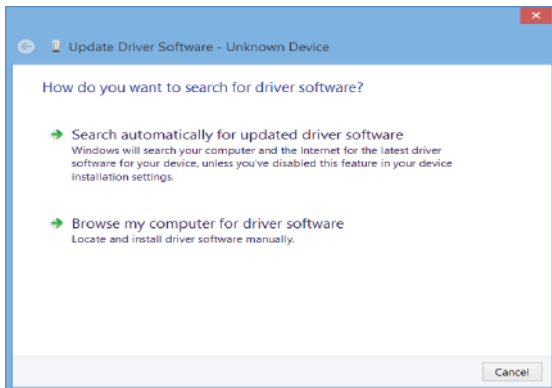 Update Driver Software - Unknown Device
How do you want to search for driver software?
Search automatically for updated driver software
Windows will search your computer and the Internet for the latest driver
software for your device, unless you've disabled this feature in your device
installation settings.
Browse my computer for driver software
Locate and install driver software manually.
Cancel